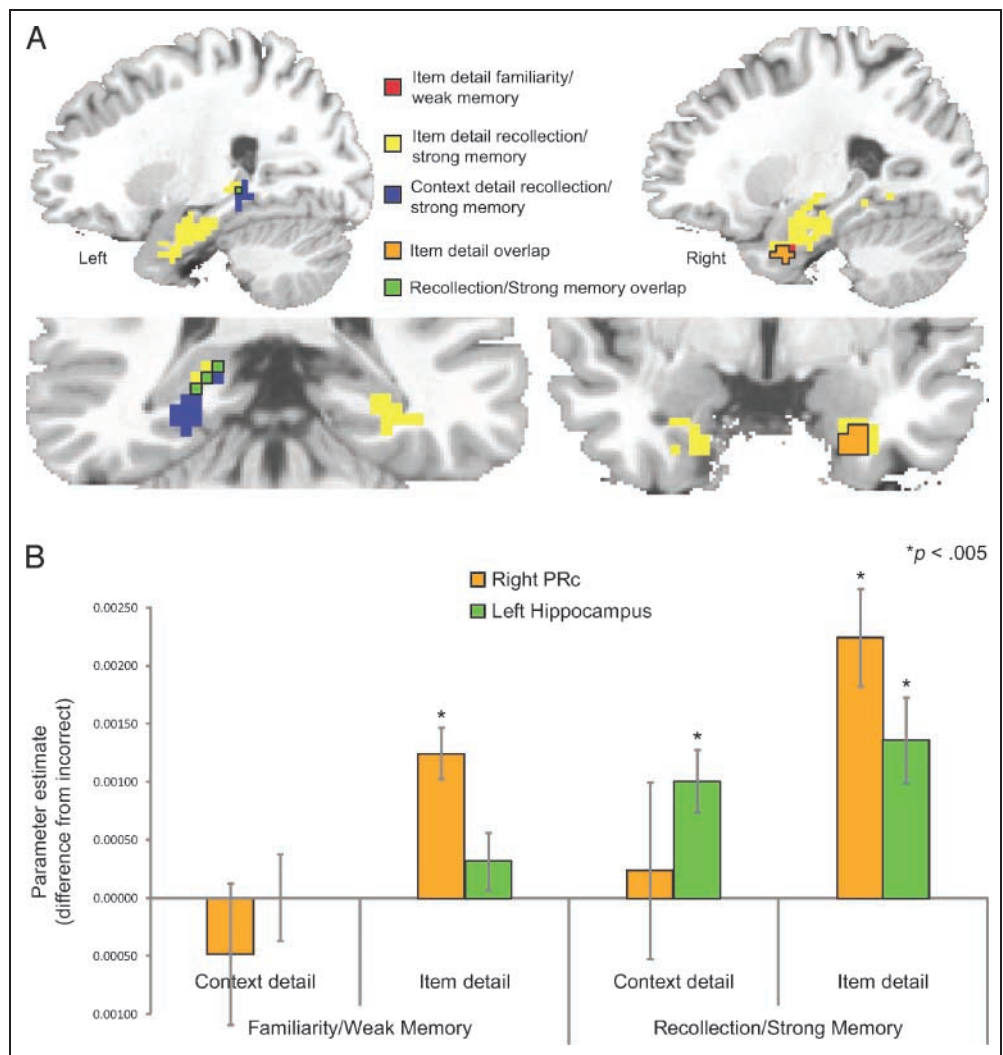 A
Item detail familiarity/
weak memory
Item detail recollection/
strong memory
Context detail recollection/
strong memory
Item detail overlap
Recollection/Strong memory overlap
Left
Right
B
*p < .005
Right PRc
Left Hippocampus
Parameter estimate
(difference from incorrect)
0.00250
0.00200
0.00150
0.00100
0.00050
0.00000
0.00050
0.00100
*
*
*
*
Context detail
Item detail
Context detail
Item detail
Familiarity/Weak Memory
Recollection/Strong Memory